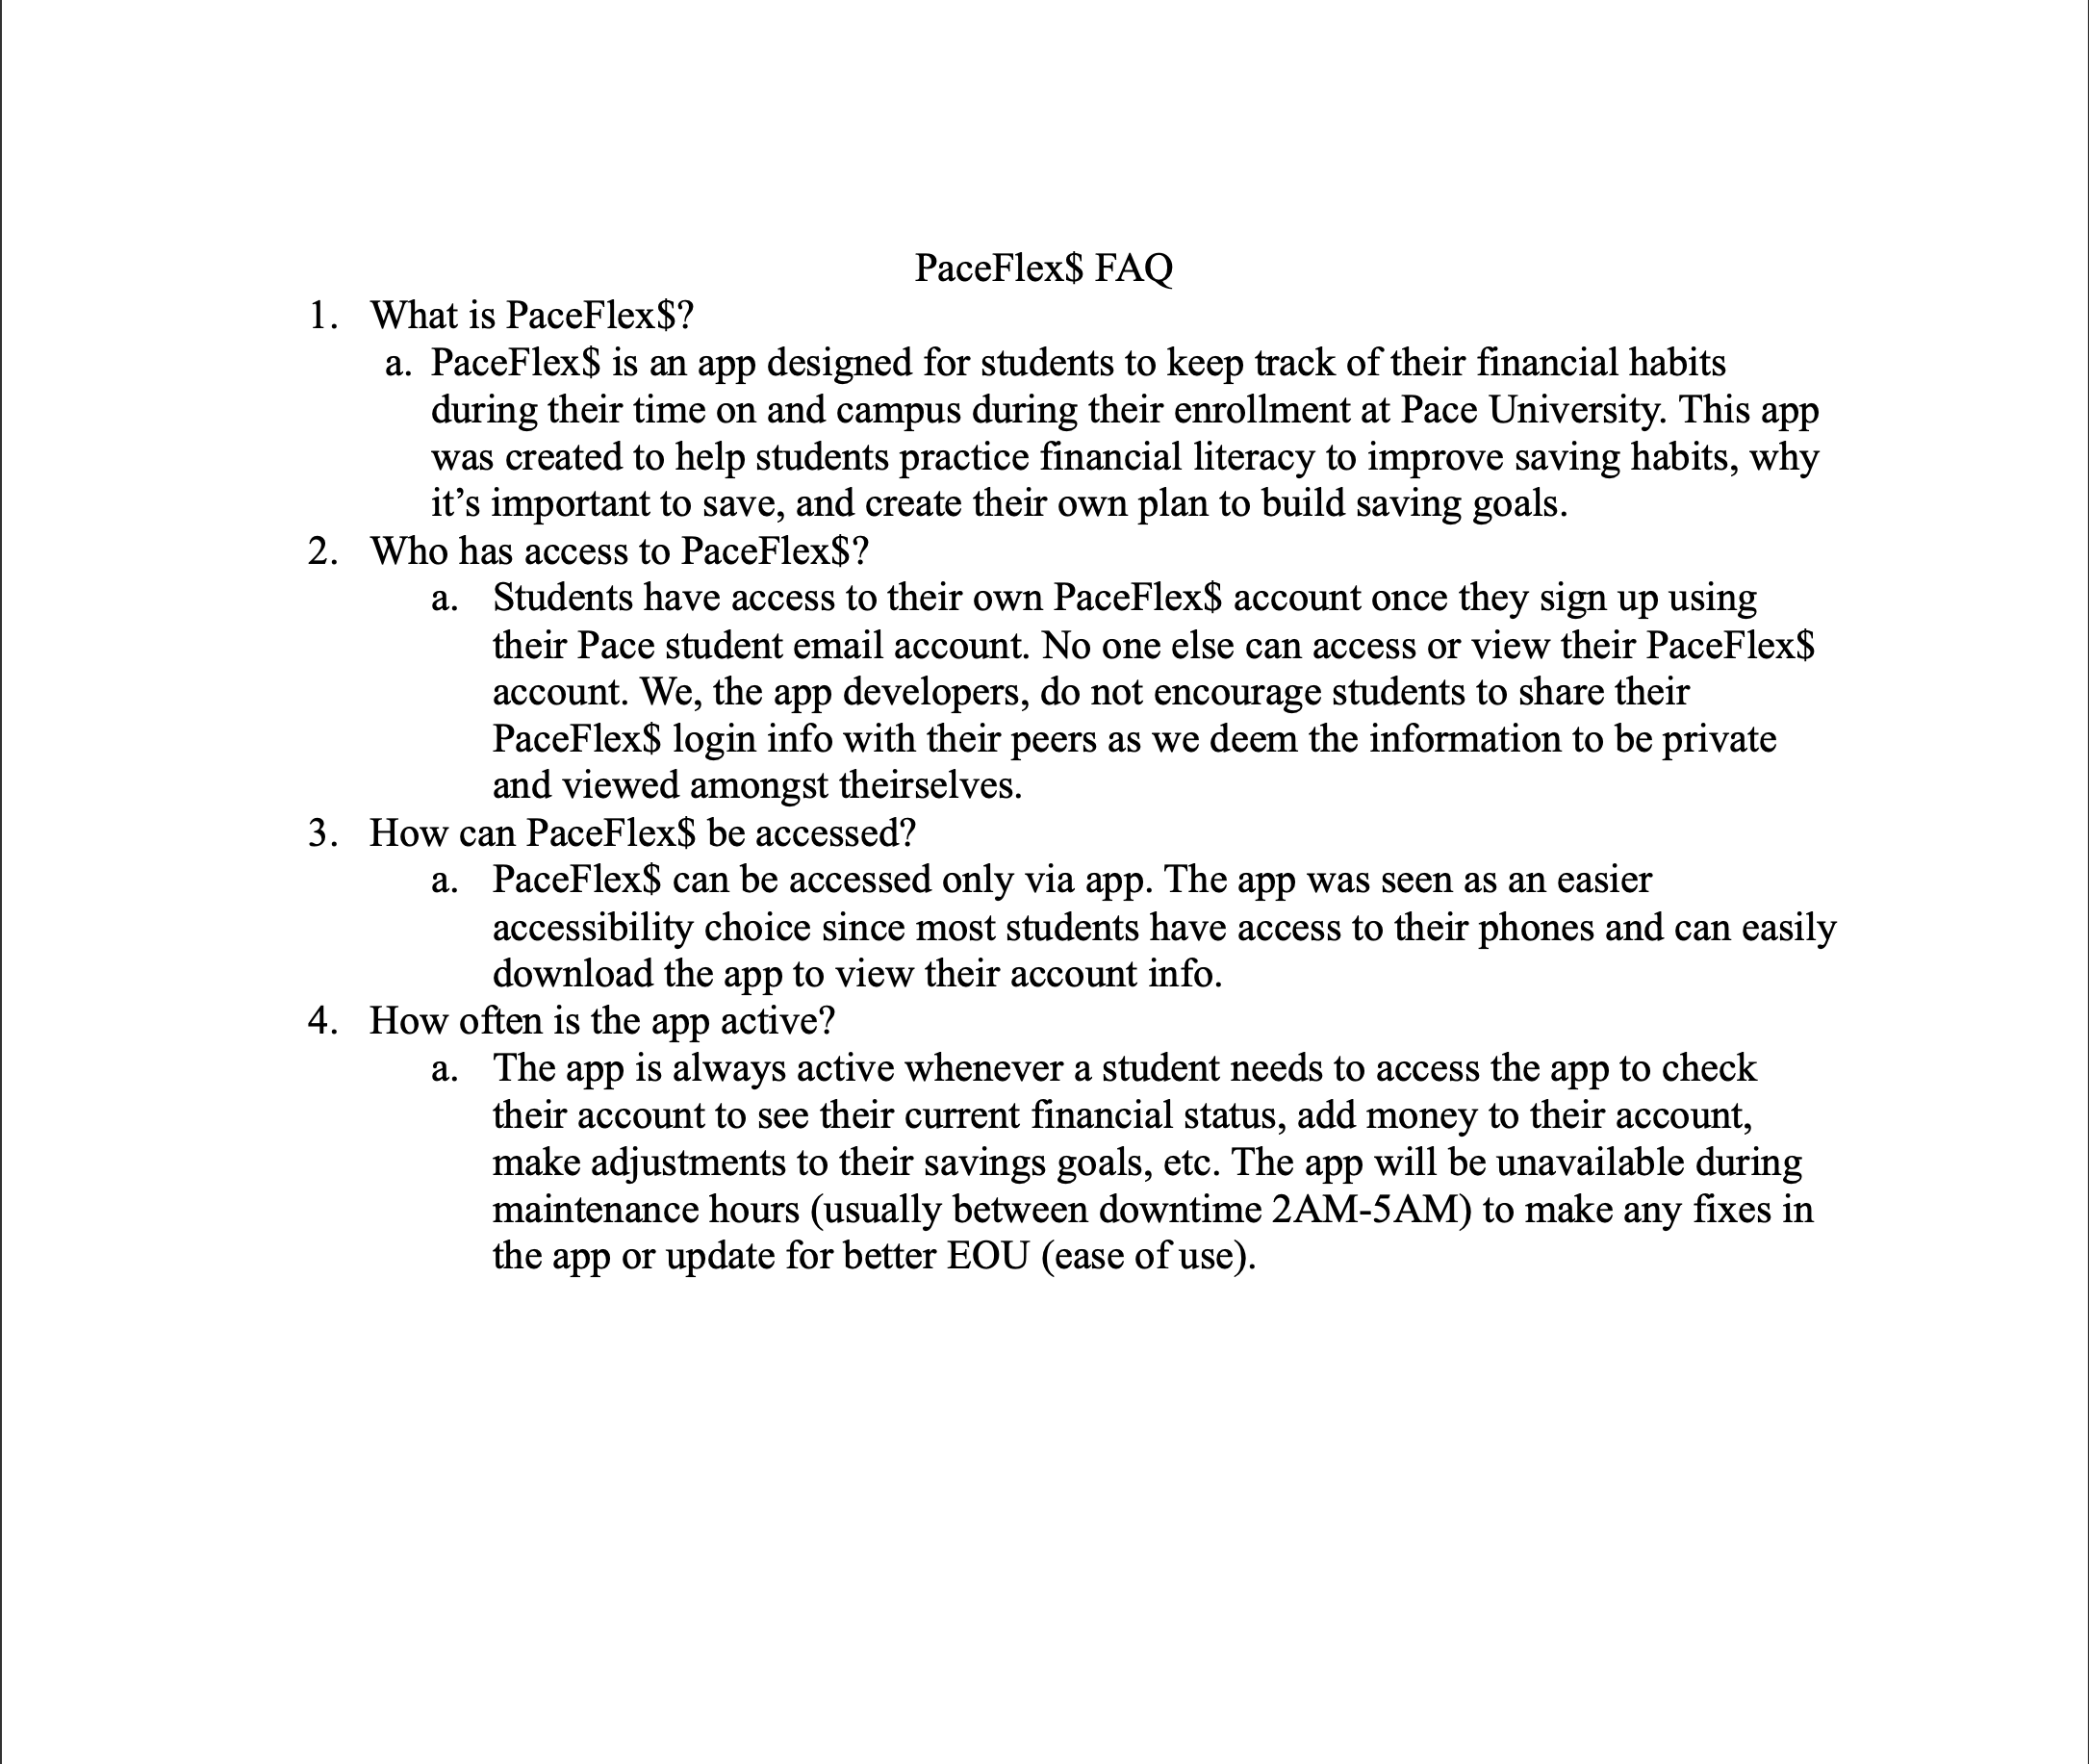 PaceFlex$ FAQ
1. What is PaceFlex$?
a. PaceFlex$ is an app designed for students to keep track of their financial habits
during their time on and campus during their enrollment at Pace University. This app
was created to help students practice financial literacy to improve saving habits, why
it’s important to save, and create their own plan to build saving goals.
2. Who has access to PaceFlex$?
a. Students have access to their own PaceFlex$ account once they sign up using
their Pace student email account. No one else can access or view their PaceFlex$
account. We, the app developers, do not encourage students to share their
PaceFlex$ login info with their peers as we deem the information to be private
and viewed amongst theirselves.
3. How can PaceFlex$ be accessed?
a. PaceFlex$ can be accessed only via app. The app was seen as an easier
accessibility choice since most students have access to their phones and can easily
download the app to view their account info.
4. How often is the app active?
a. The app is always active whenever a student needs to access the app to check
their account to see their current financial status, add money to their account,
make adjustments to their savings goals, etc. The app will be unavailable during
maintenance hours (usually between downtime 2AM-5AM) to make any fixes in
the app or update for better EOU (ease of use).